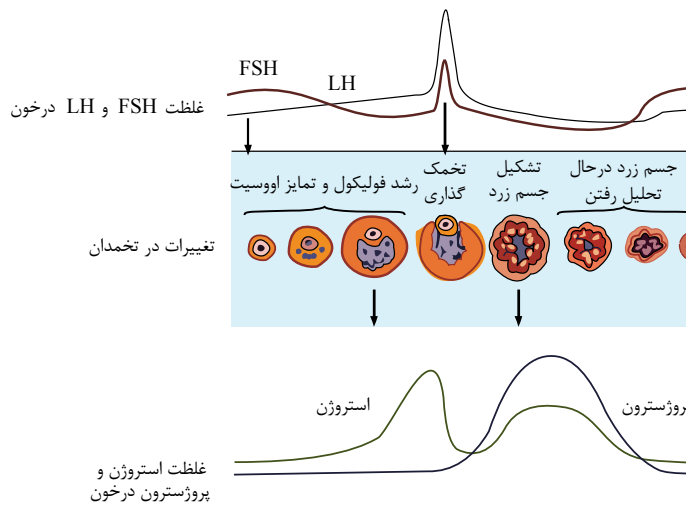 FSH
LH
غلظت FSH و LH درخون
رشد فولیکول و تمایز اووسیت
تخمک
گذاری
تشکیل
جسم زرد
جسم زرد درحال
تحلیل رفتن
تغییرات در تخمدان
استروژن
پروژسترون
غلظت استروژن و
پروژسترون درخون